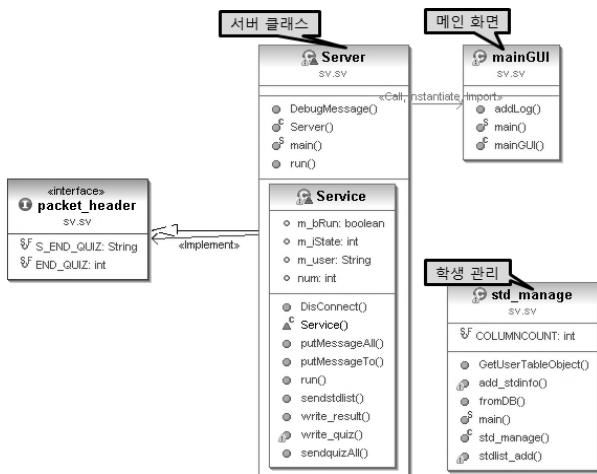 서버 클래스
Server
sv.sv
DebugMessage()
Server()
main()
run()
Service
m_bRun: boolean
m_iState: int
m_user: String
num: int
DisConnect()
Service()
putMessageAll()
putMessageTo()
run()
sendstdlist()
write_result()
write_quiz()
sendquizAll()
«Call, Instantiate, Import»
메인 화면
mainGUI
sv.sv
addLog()
main()
mainGUI()
«interface»
packet_header
sv.sv
S_END_QUIZ: String
END_QUIZ: int
«Implement»
학생 관리
std_manage
sv.sv
COLUMNCOUNT: int
GetUserTableObject()
add_stdinfo()
fromDB()
main()
std_manage()
stdlist_add()